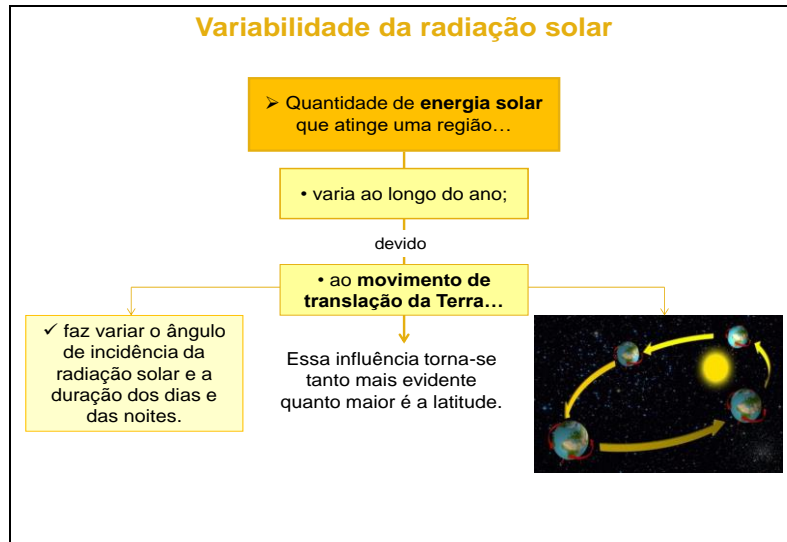 Variabilidade da radiação solar
➢ Quantidade de energia solar
que atinge uma região…
• varia ao longo do ano;
devido
• ao movimento de
translação da Terra…
✓ faz variar o ângulo
de incidência da
radiação solar e a
duração dos dias e
das noites.
Essa influência torna-se
tanto mais evidente
quanto maior é a latitude.